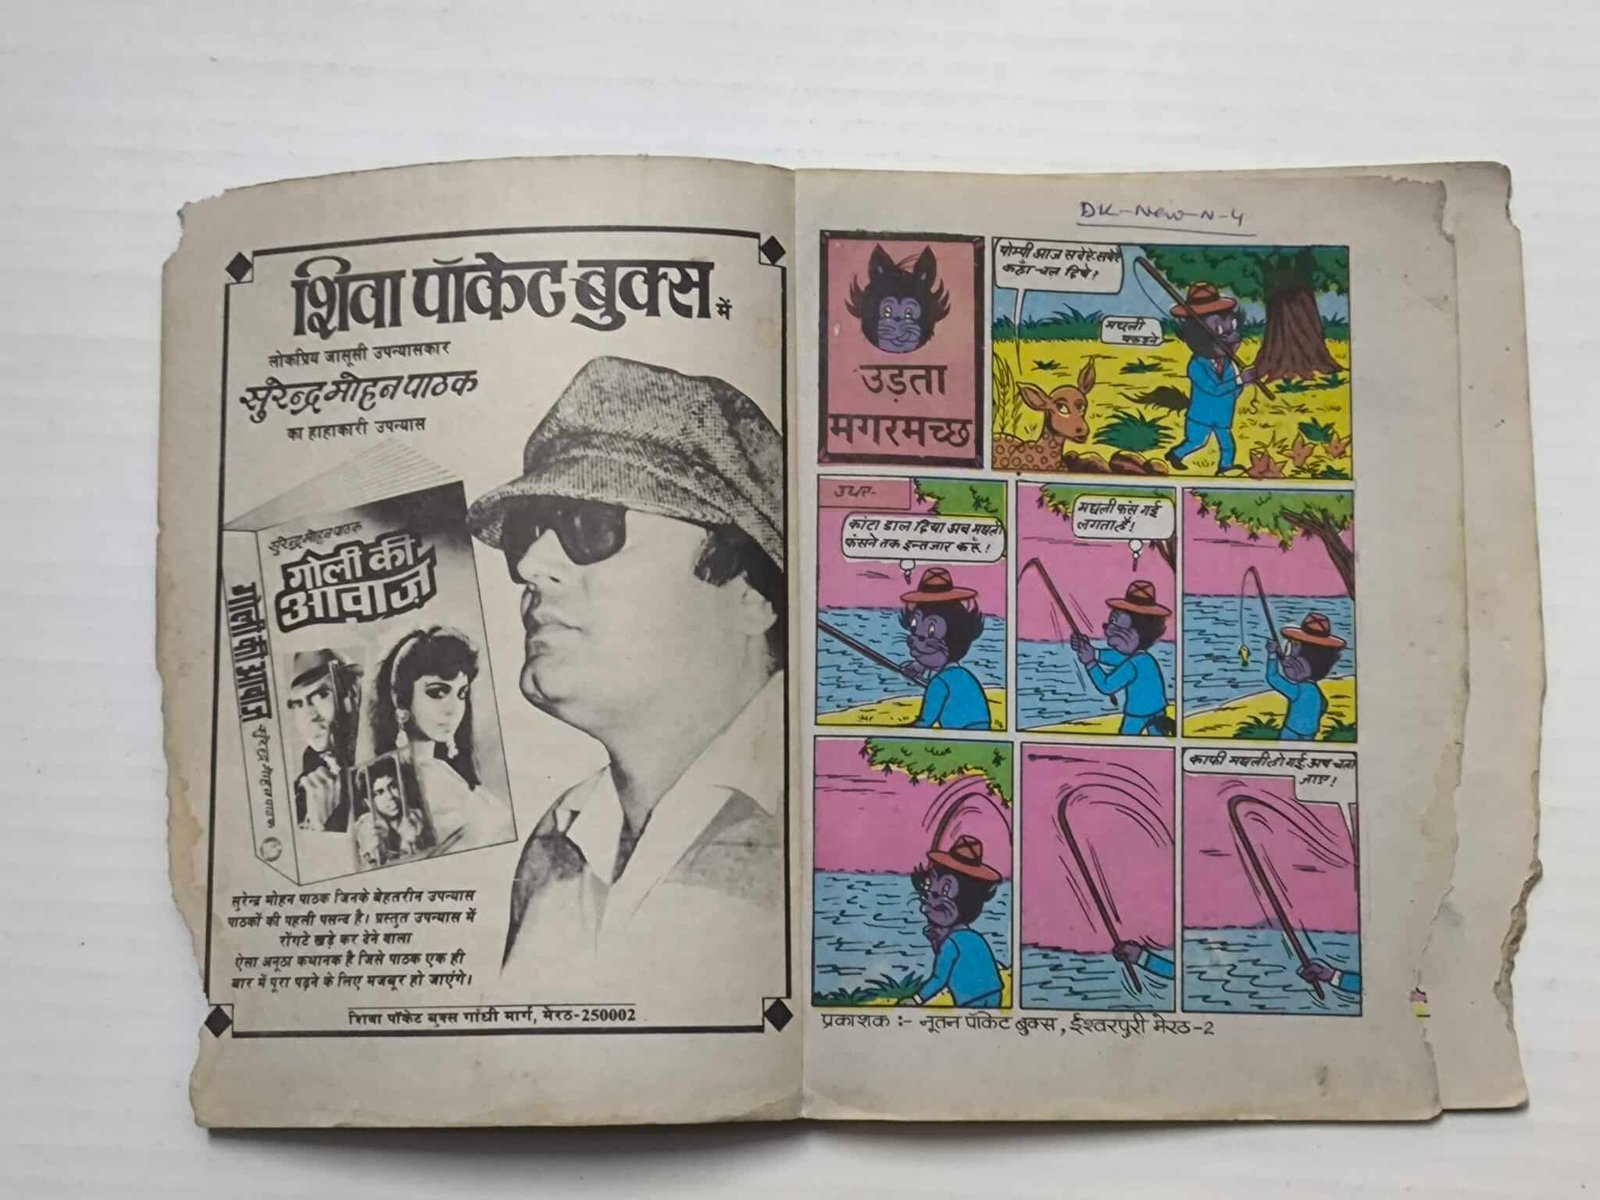 शिवा पॉकेट बुक्स में
लोकप्रिय जासूसी उपन्यासकार
सुरेन्द्र मोहन पाठक
का हाहाकारी उपन्यास
सुरेन्द्र मोहन पाठक
गोली की
आवाज़
गोली की आवाज़ सुरेन्द्र मोहन पाठक
सुरेन्द्र मोहन पाठक जिनके बेहतरीन उपन्यास
पाठकों की पहली पसन्द है। प्रस्तुत उपन्यास में
रोंगटे खड़े कर देने वाला
ऐसा अनूठा कथानक है जिसे पाठक एक ही
बार में पूरा पढ़ने के लिए मजबूर हो जाएंगे।
शिवा पॉकेट बुक्स गांधी मार्ग, मेरठ-250002
DK-New-N-4
उड़ता
मगरमच्छ
पोम्पी आज सवेरे-सवेरे
कहाँ चल दिये?
मछली
पकड़ने
उधर-
कांटा डाल दिया अब मछली
फंसने तक इन्तजार करूँ!
मछली फंस गई
लगता है!
काफी मछली हो गई अब चला
जाए!
प्रकाशक :- नूतन पॉकेट बुक्स, ईश्वरपुरी मेरठ-2